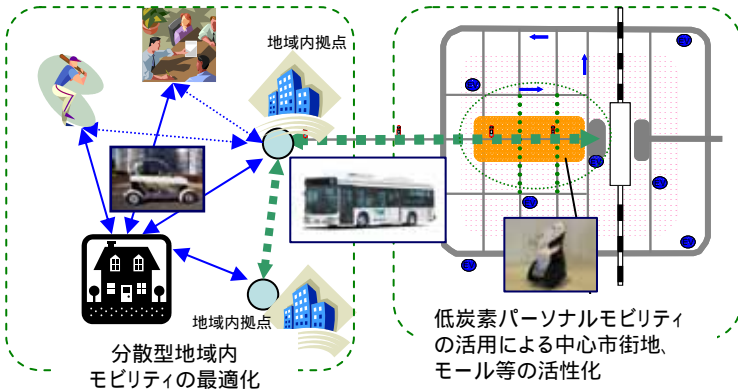 地域内拠点
地域内拠点
分散型地域内
モビリティの最適化
低炭素パーソナルモビリティ
の活用による中心市街地、
モール等の活性化